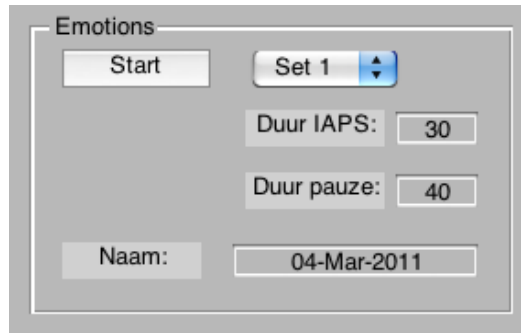 Emotions
Start Set 1
Duur IAPS: 30
Duur pauze: 40
Naam: 04-Mar-2011